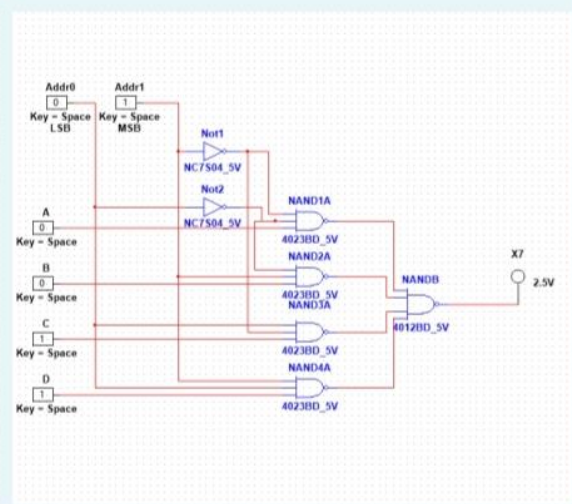 Addr0
0
Key = Space
LSB
Addr1
1
Key = Space
MSB
Not1
NC7S04_5V
Not2
NC7S04_5V
A
0
Key = Space
NAND1A
4023BD_5V
B
0
Key = Space
NAND2A
4023BD_5V
NAND3A
4023BD_5V
C
1
Key = Space
D
1
Key = Space
NAND4A
4023BD_5V
NANDB
4012BD_5V
X7
2.5V